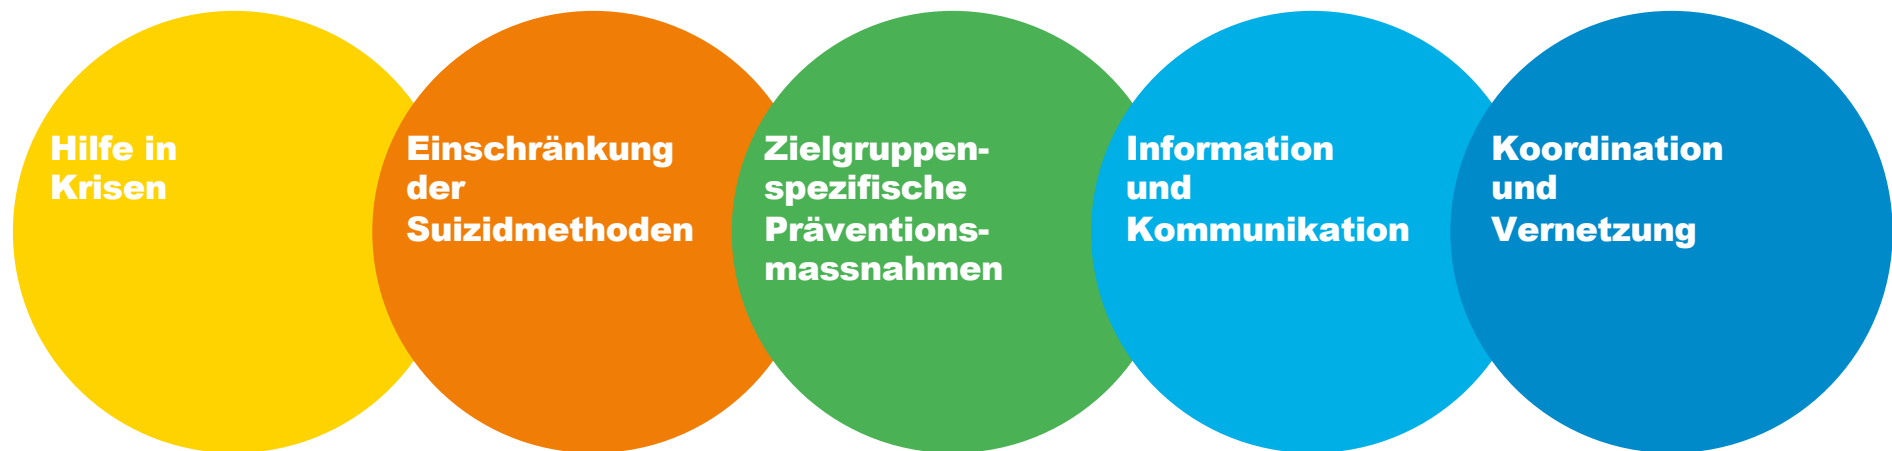 Hilfe in
Krisen
Einschränkung
der
Suizidmethoden
Zielgruppen-
spezifische
Präventions-
massnahmen
Information
und
Kommunikation
Koordination
und
Vernetzung